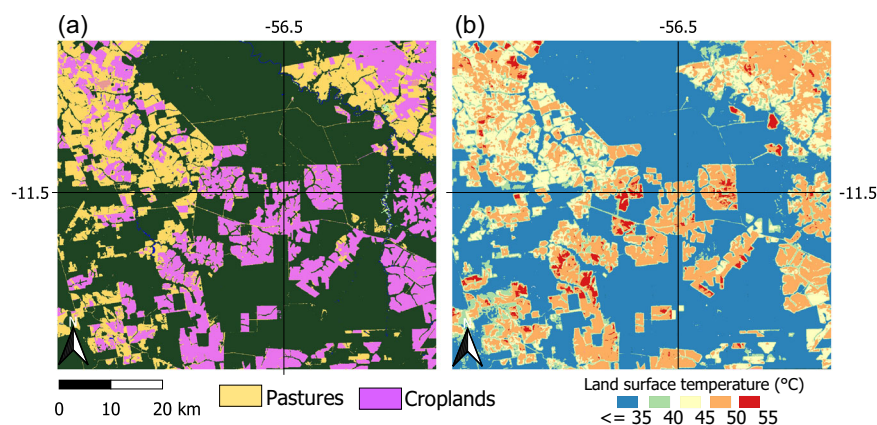 (a) -56.5 (b) -56.5
-11.5 -11.5
Land surface temperature (°C)
Pastures Croplands
0 10 20 km <= 35 40 45 50 55